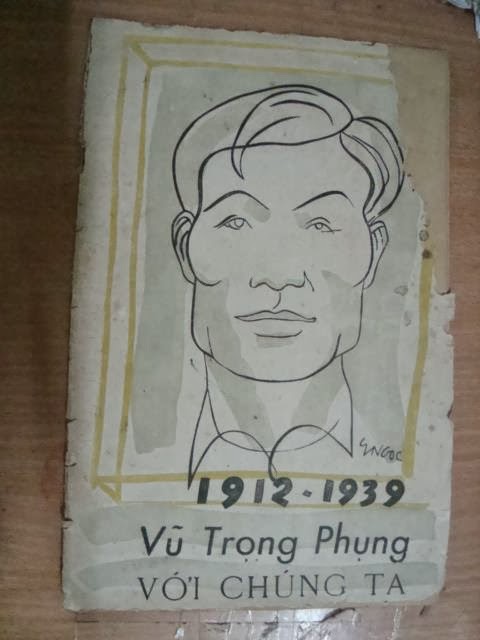 1912-1939
Vũ Trọng Phụng
VỚI CHÚNG TA